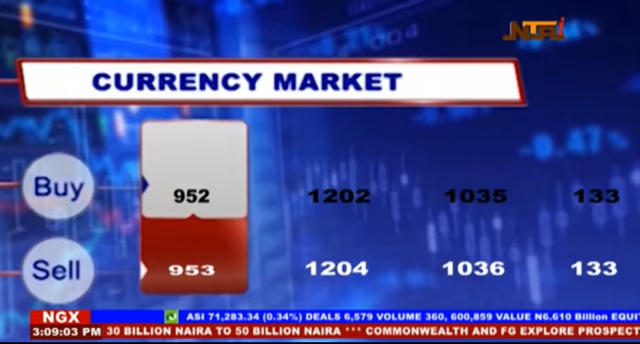 NTAi
CURRENCY MARKET
Buy 952 1202 1035 133
Sell 953 1204 1036 133
NGX ASI 71,283.34 (0.34%) DEALS 6,579 VOLUME 360, 600,859 VALUE N6.610 Billion EQUI
3:09:03 PM 30 BILLION NAIRA TO 50 BILLION NAIRA *** COMMONWEALTH AND FG EXPLORE PROSPECT